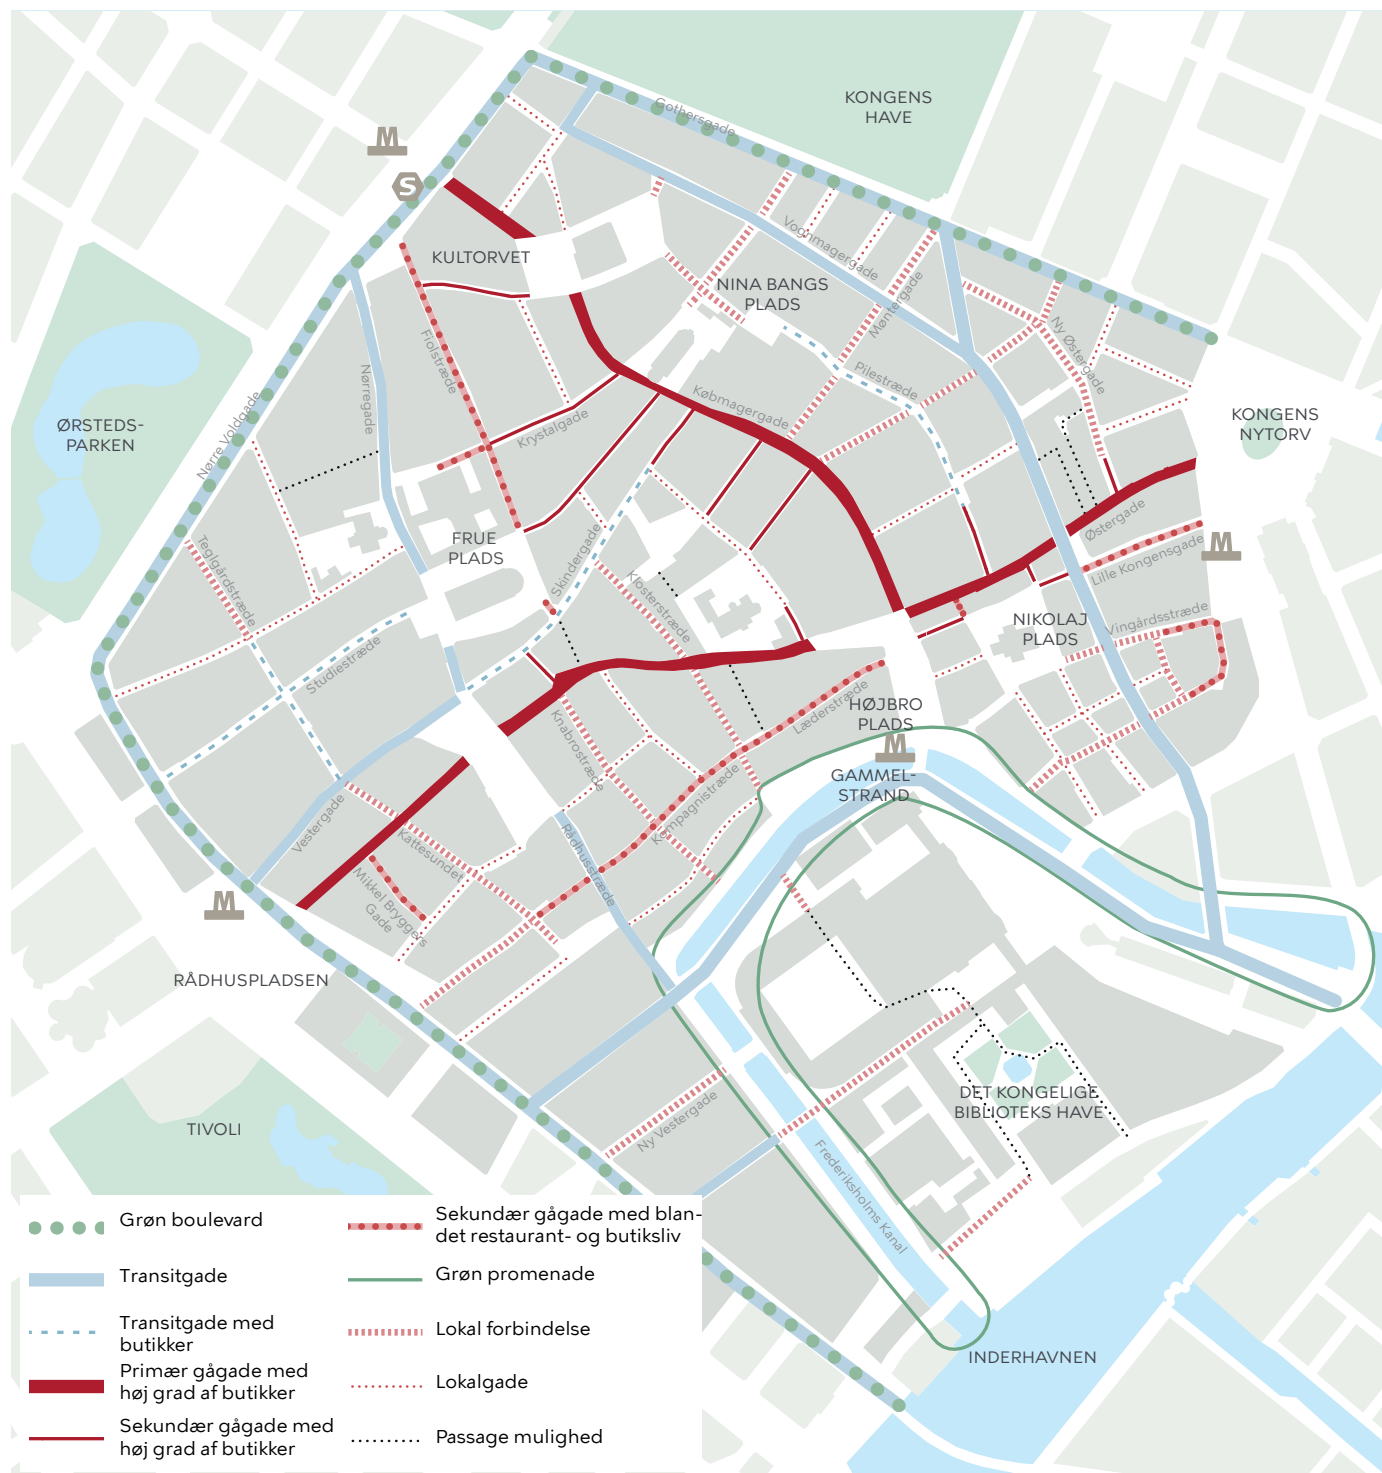 KONGENS
HAVE
Gothersgade
M
S
KULTORVET
Vognmagergade
NINA BANGS
PLADS
Møntergade
Ny Østergade
Fiolstræde
Nørregade
Pilestræde
Købmagergade
Krystalgade
KONGENS
NYTORV
ØRSTEDS-
PARKEN
Nørre Voldgade
Østergade
FRUE
PLADS
M
Lille Kongensgade
Skindergade
Teglgårdstræde
Klosterstræde
NIKOLAJ
PLADS
Vingårdsstræde
Studiestræde
Læderstræde
HØJBRO
PLADS
M
Knabrostræde
GAMMEL-
STRAND
Kompagnistræde
Vestergade
Kattesundet
Rådhusstræde
Mikkel Bryggers
Gade
M
RÅDHUSPLADSEN
DET KONGELIGE
BIBLIOTEKS HAVE
TIVOLI
Ny Vestergade
Frederiksholms Kanal
INDERHAVNEN
Grøn boulevard
Transitgade
Transitgade med
butikker
Primær gågade med
høj grad af butikker
Sekundær gågade med
høj grad af butikker
Sekundær gågade med blan-
det restaurant- og butiksliv
Grøn promenade
Lokal forbindelse
Lokalgade
Passage mulighed